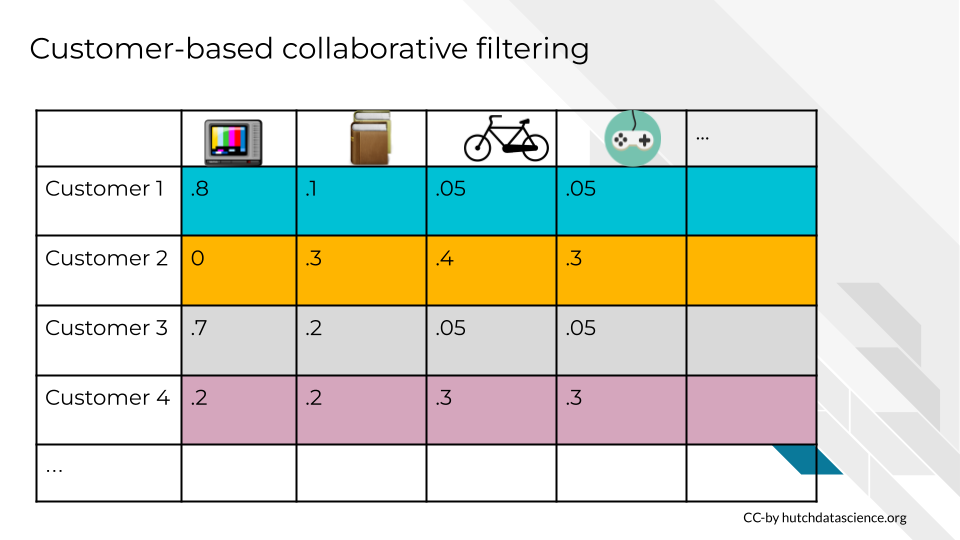 Customer-based collaborative filtering
...
Customer 1 .8 .1 .05 .05
Customer 2 0 .3 .4 .3
Customer 3 .7 .2 .05 .05
Customer 4 .2 .2 .3 .3
...
CC-by hutchdatascience.org